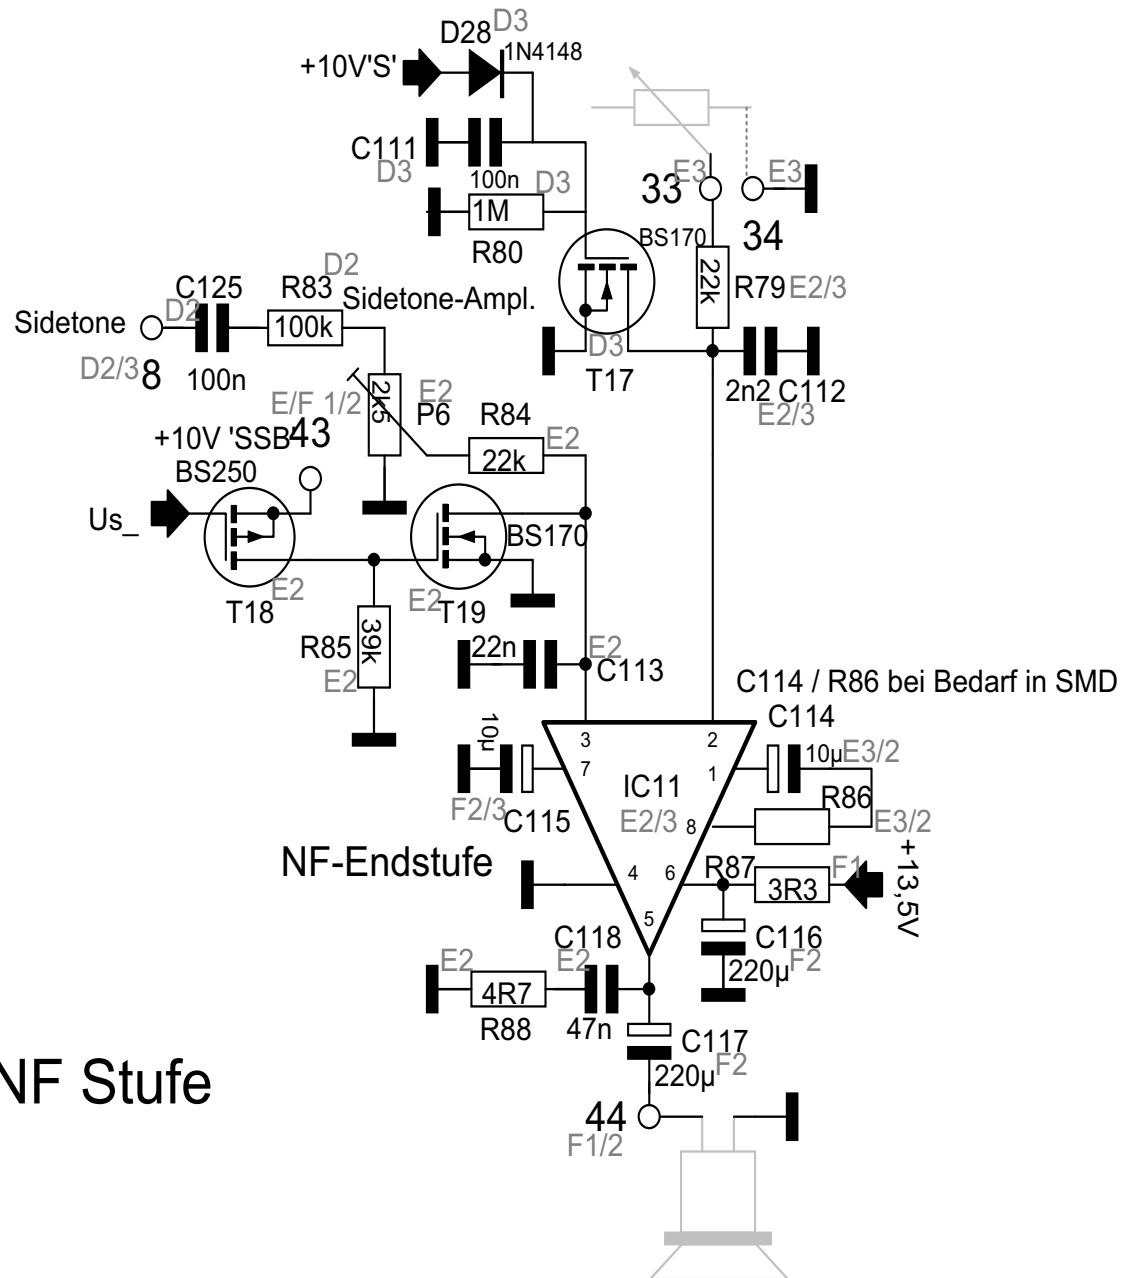 D28
D3
1N4148
+10V'S'
C111
D3
100n
D3
1M
R80
E3
33
E3
34
BS170
22k
R79
E2/3
D3
T17
2n2
C112
E2/3
C125
D2
R83
D2
Sidetone-Ampl.
Sidetone
100k
D2/3
8
100n
E/F 1/2
2k5
E2
P6
R84
E2
22k
+10V 'SSB'
43
BS250
Us_
E2
T18
BS170
E2
T19
R85
39k
E2
22n
E2
C113
C114 / R86 bei Bedarf in SMD
C114
10µ
E3/2
10µ
3
2
7
1
IC11
E2/3
R86
F2/3
C115
8
E3/2
NF-Endstufe
4
6
R87
3R3
F1
+13,5V
5
C116
220µ
F2
E2
C118
E2
4R7
R88
47n
C117
F2
220µ
NF Stufe
44
F1/2